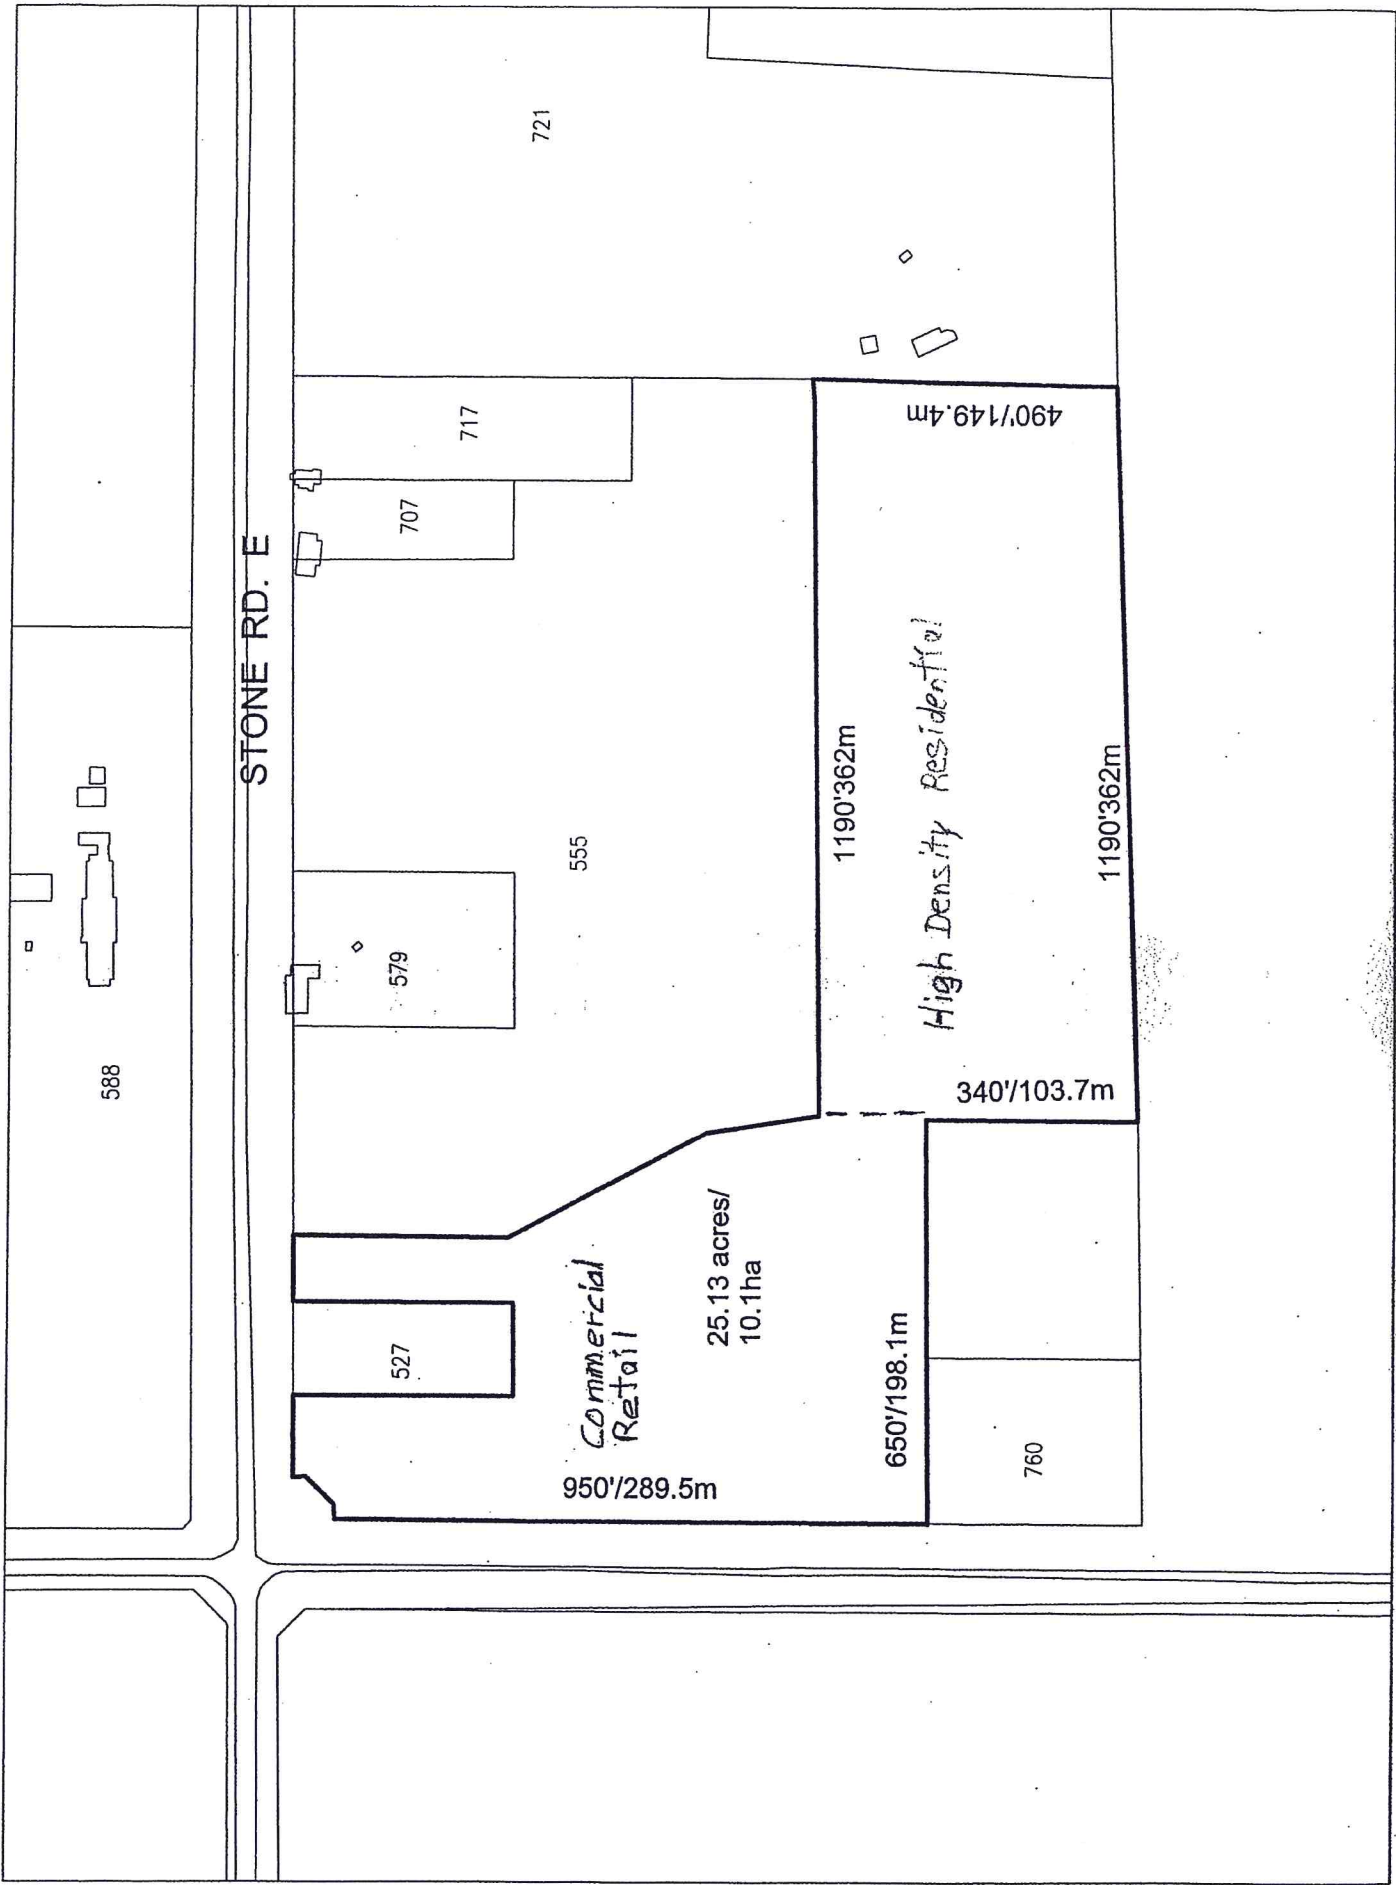 588
STONE RD. E
527
579
707
717
721
555
Commercial
Retail
25.13 acres/
10.1ha
950'/289.5m
650'/198.1m
760
340'/103.7m
High Density Residential
1190'362m
1190'362m
490'/149.4m